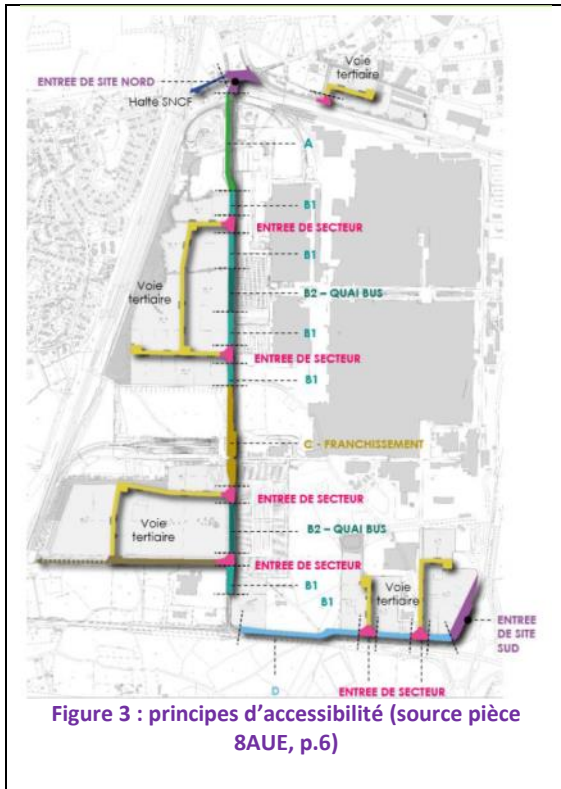 Voie
tertiaire
ENTREE DE SITE NORD
Halte SNCF
A
B1
ENTREE DE SECTEUR
B1
Voie
tertiaire
B2 – QUAI BUS
B1
ENTREE DE SECTEUR
B1
C - FRANCHISSEMENT
ENTREE DE SECTEUR
Voie
tertiaire
B2 – QUAI BUS
ENTREE DE SECTEUR
B1
B1
Voie
tertiaire
ENTREE
DE SITE
SUD
D
ENTREE DE SECTEUR
Figure 3 : principes d'accessibilité (source pièce
8AUE, p.6)